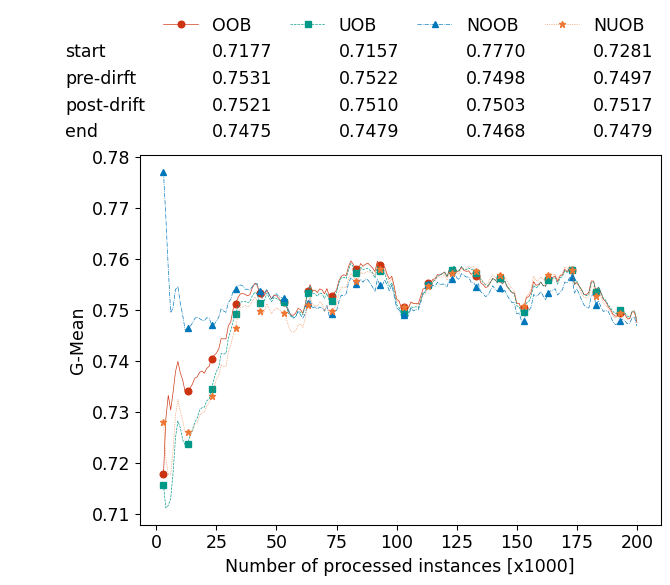 OOB UOB NOOB NUOB
start 0.7177 0.7157 0.7770 0.7281
pre-dirft 0.7531 0.7522 0.7498 0.7497
post-drift 0.7521 0.7510 0.7503 0.7517
end 0.7475 0.7479 0.7468 0.7479
0.78
0.77
0.76
0.75
0.74
0.73
0.72
0.71
G-Mean
0 25 50 75 100 125 150 175 200
Number of processed instances [x1000]